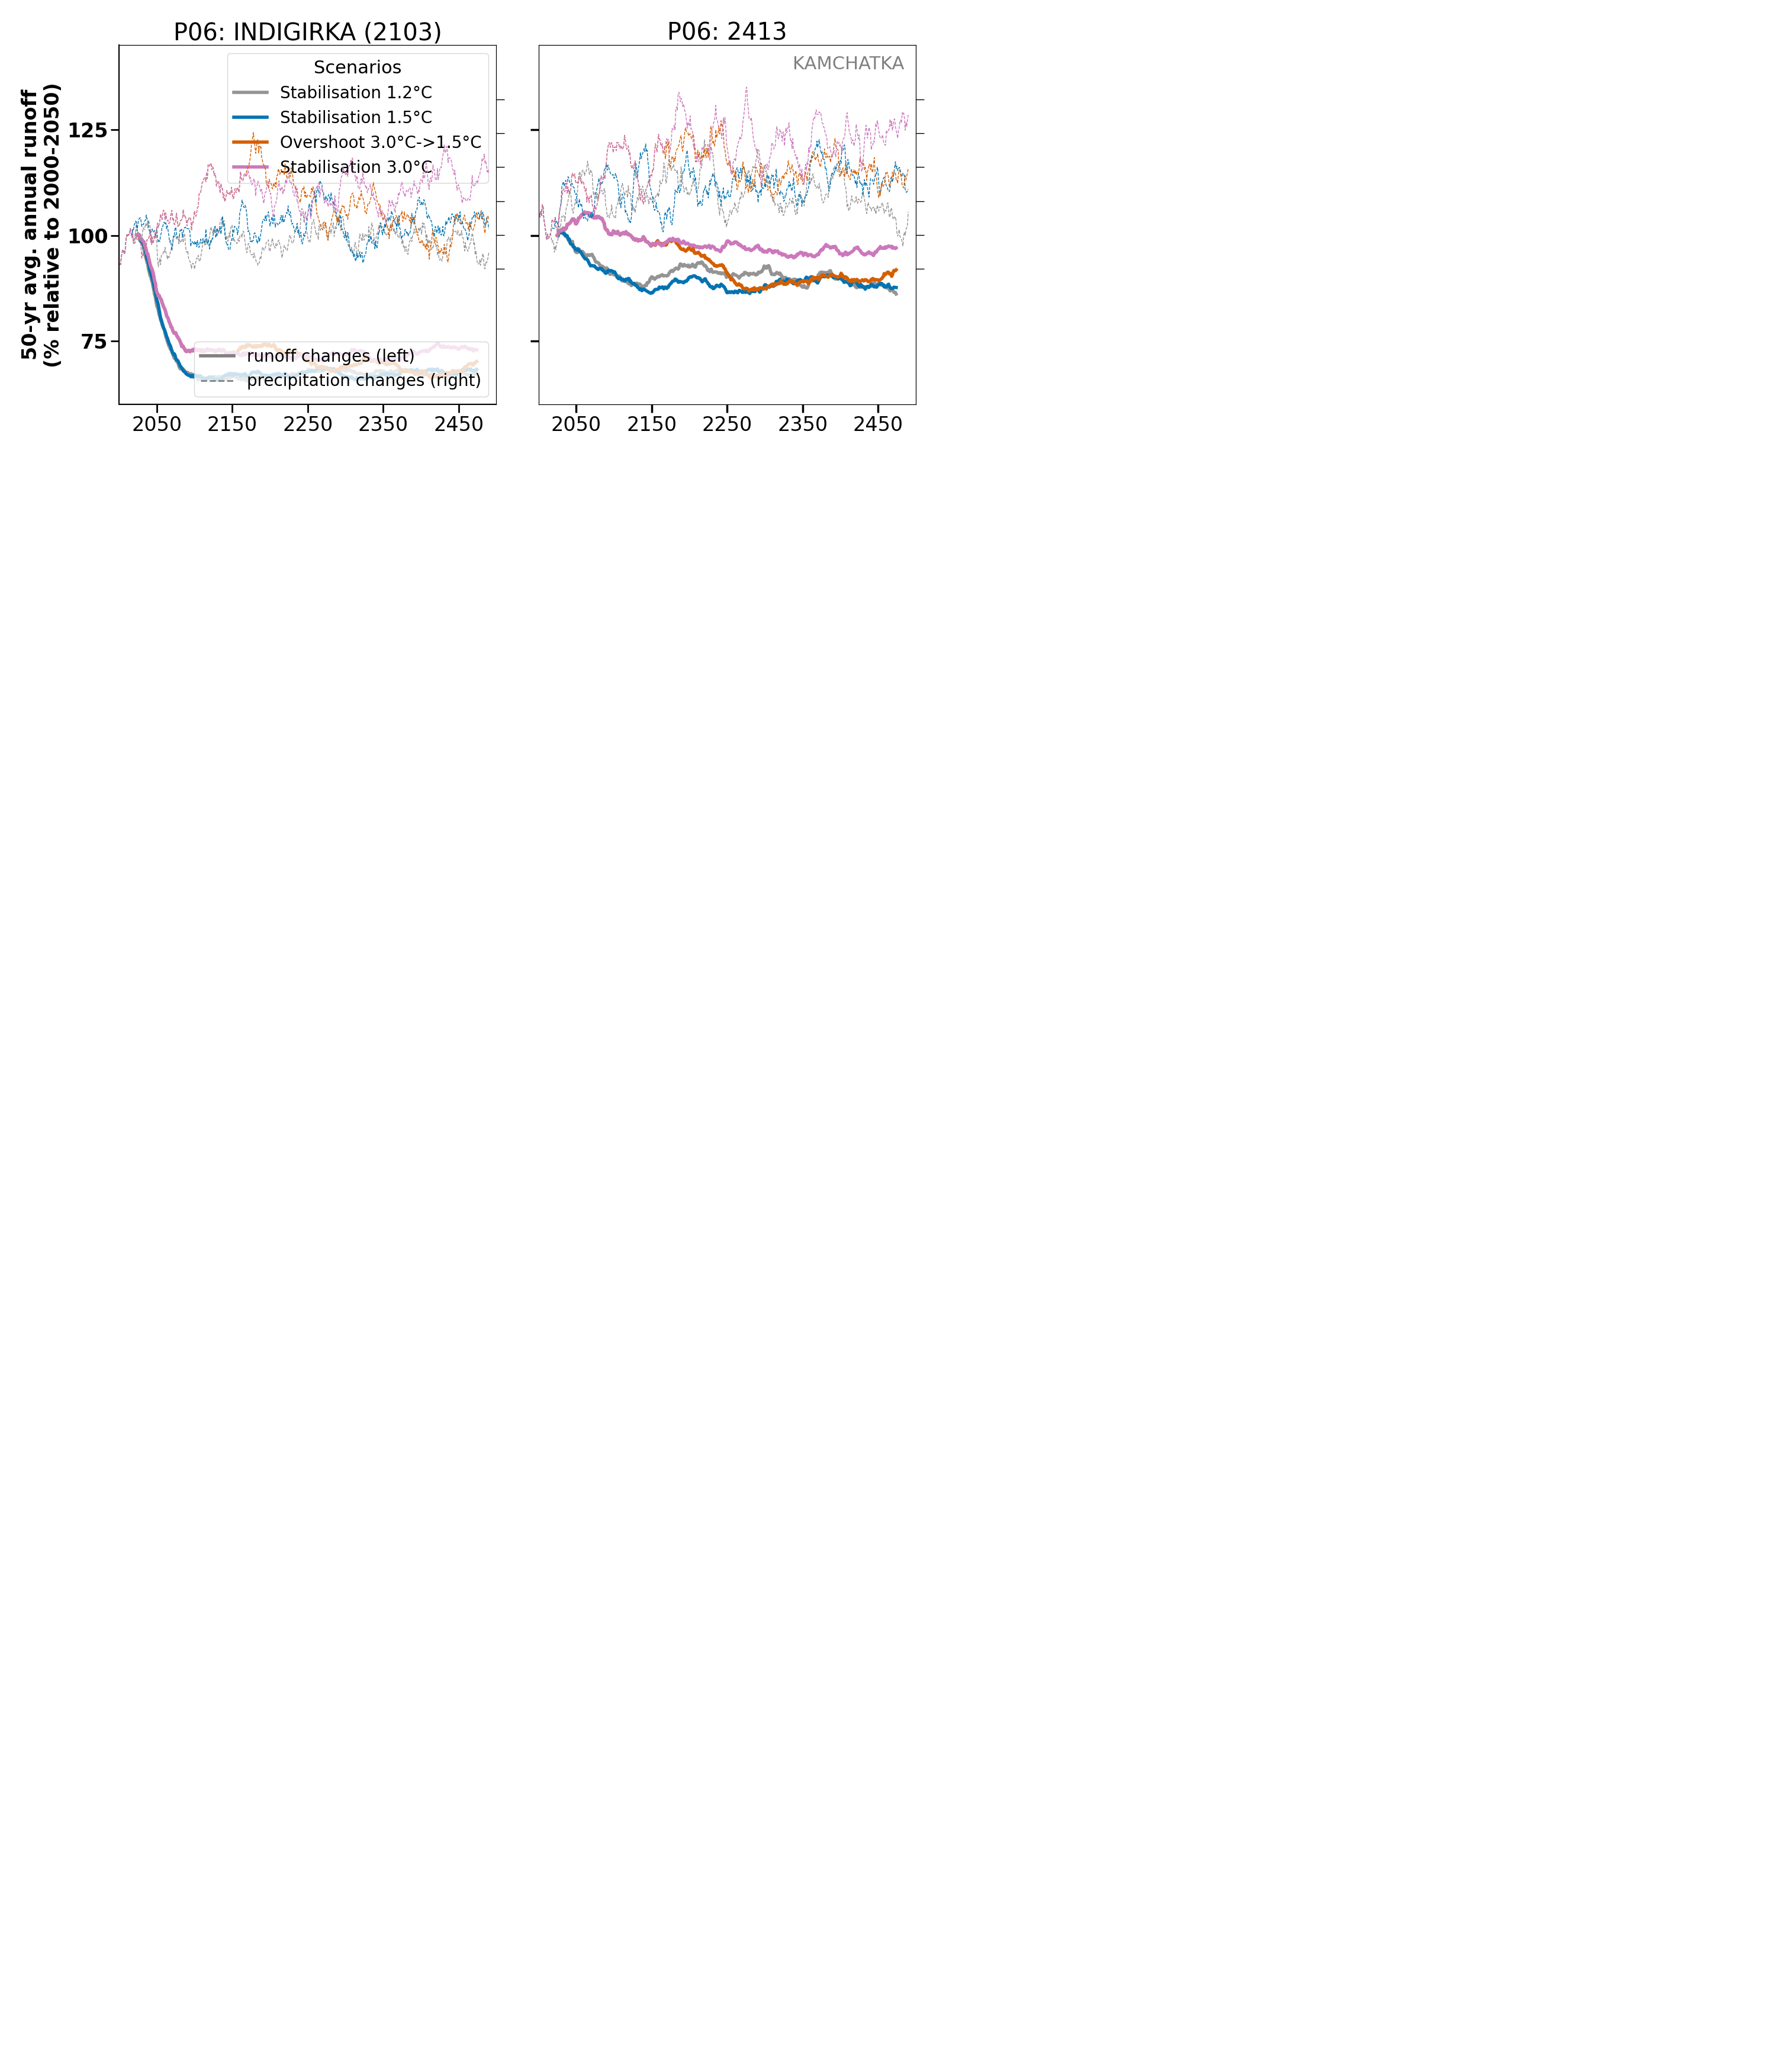 P06: INDIGIRKA (2103)
P06: 2413
KAMCHATKA
Scenarios
Stabilisation 1.2°C
Stabilisation 1.5°C
Overshoot 3.0°C->1.5°C
Stabilisation 3.0°C
50-yr avg. annual runoff
(% relative to 2000-2050)
125
100
75
runoff changes (left)
precipitation changes (right)
2050 2150 2250 2350 2450
2050 2150 2250 2350 2450